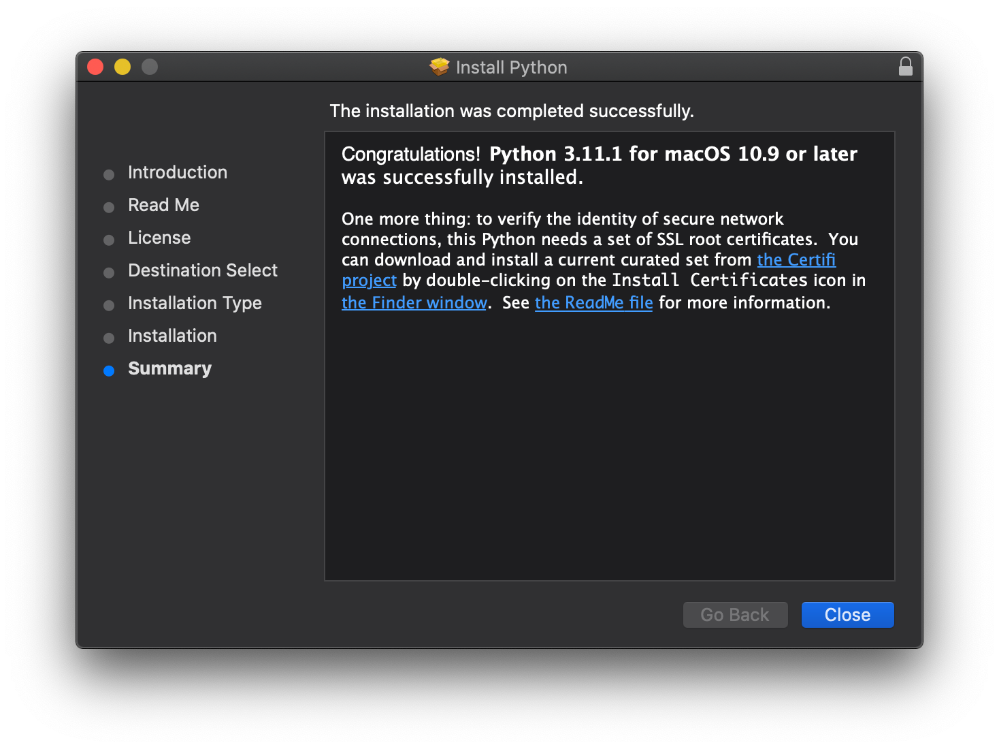 Install Python
The installation was completed successfully.
Introduction
Read Me
License
Destination Select
Installation Type
Installation
Summary
Congratulations! Python 3.11.1 for macOS 10.9 or later
was successfully installed.
One more thing: to verify the identity of secure network
connections, this Python needs a set of SSL root certificates.  You
can download and install a current curated set from the Certifi
project by double-clicking on the Install Certificates icon in
the Finder window.  See the ReadMe file for more information.
Go Back
Close